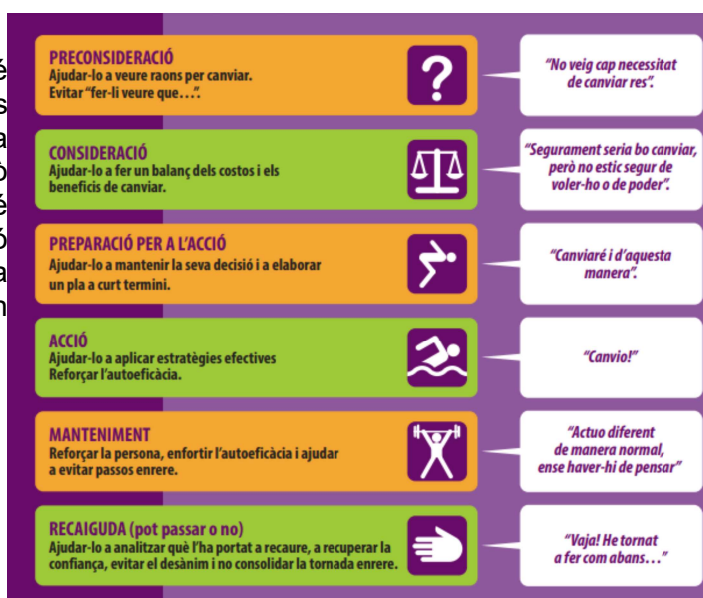 PRECONSIDERACIÓ
Ajudar-lo a veure raons per canviar.
Evitar “fer-li veure que…”.
“No veig cap necessitat
de canviar res”.
CONSIDERACIÓ
Ajudar-lo a fer un balanç dels costos i els
beneficis de canviar.
“Segurament seria bo canviar,
però no estic segur de
voler-ho o de poder”.
PREPARACIÓ PER A L’ACCIÓ
Ajudar-lo a mantenir la seva decisió i a elaborar
un pla a curt termini.
“Canviaré i d’aquesta
manera”.
ACCIÓ
Ajudar-lo a aplicar estratègies efectives
Reforçar l’autoeficàcia.
“Canvio!”
MANTENIMENT
Reforçar la persona, enfortir l’autoeficàcia i ajudar
a evitar passos enrere.
“Actuo diferent
de manera normal,
ense haver-hi de pensar”
RECAIGUDA (pot passar o no)
Ajudar-lo a analitzar què l’ha portat a recaure, a recuperar la
confiança, evitar el desànim i no consolidar la tornada enrere.
“Vaja! He tornat
a fer com abans…”